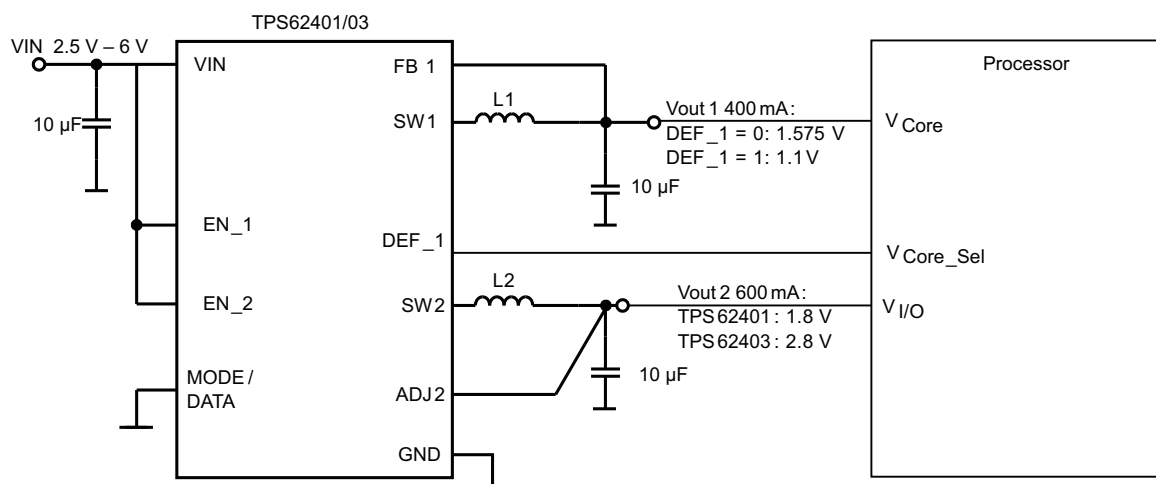 TPS62401/03
VIN 2.5 V – 6 V
VIN
FB 1
Processor
L1
10 µF
SW1
Vout 1 400 mA:
DEF_1 = 0: 1.575 V
DEF_1 = 1: 1.1 V
V Core
10 µF
EN_1
DEF_1
V Core_Sel
L2
EN_2
SW2
Vout 2 600 mA:
TPS62401: 1.8 V
TPS62403: 2.8 V
V I/O
10 µF
MODE/
DATA
ADJ2
GND